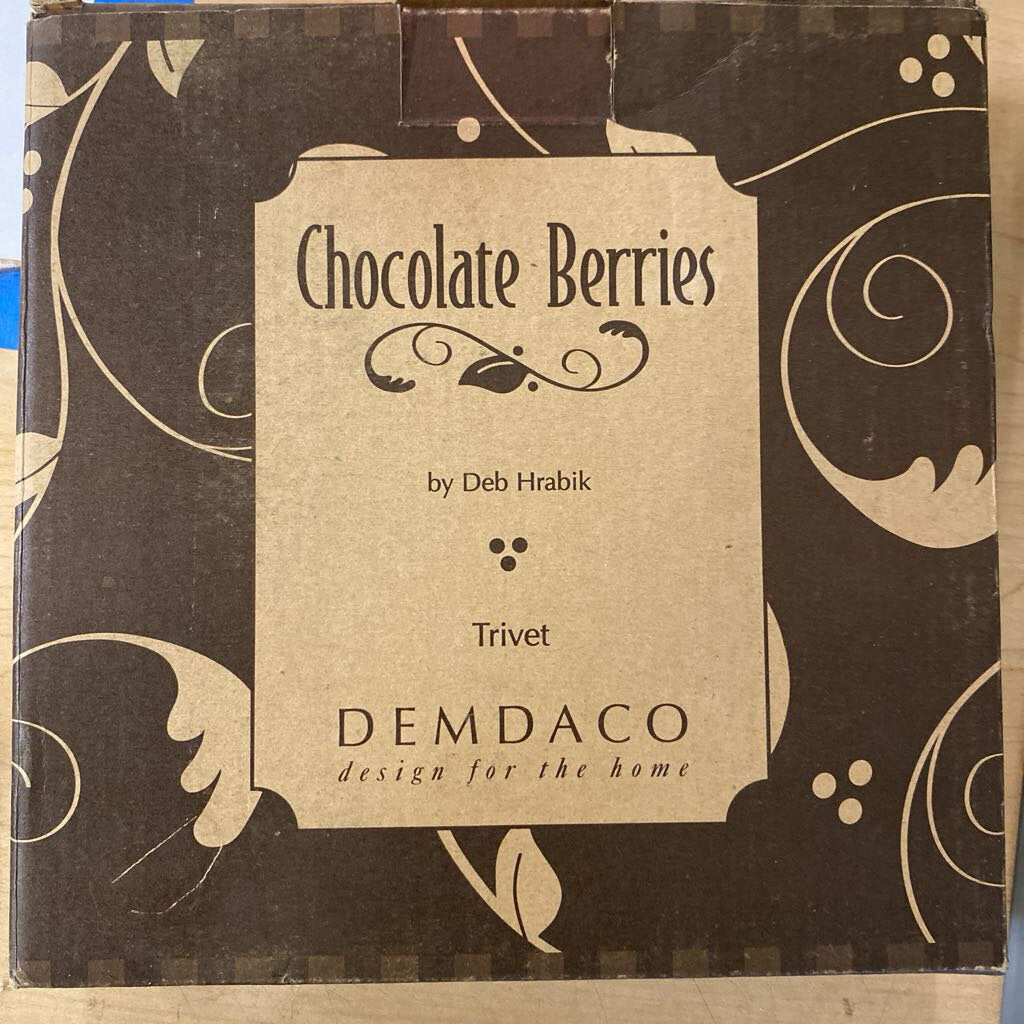 Chocolate Berries
by Deb Hrabik
Trivet
DEMDACO
design for the home